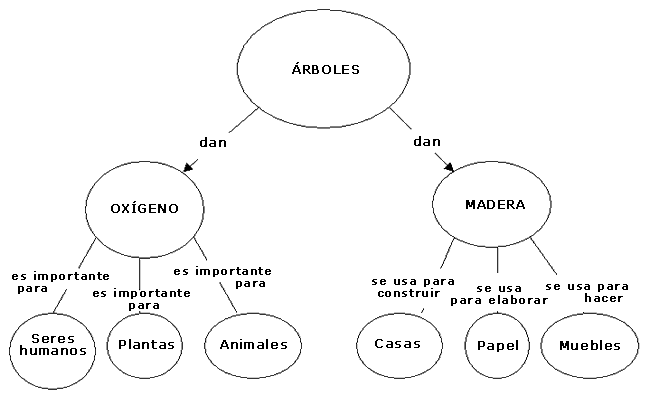 ÁRBOLES
dan
dan
OXÍGENO
MADERA
es importante
para
es importante
para
es importante
para
se usa para
construir
se usa
para elaborar
se usa para
hacer
Seres
humanos
Plantas
Animales
Casas
Papel
Muebles